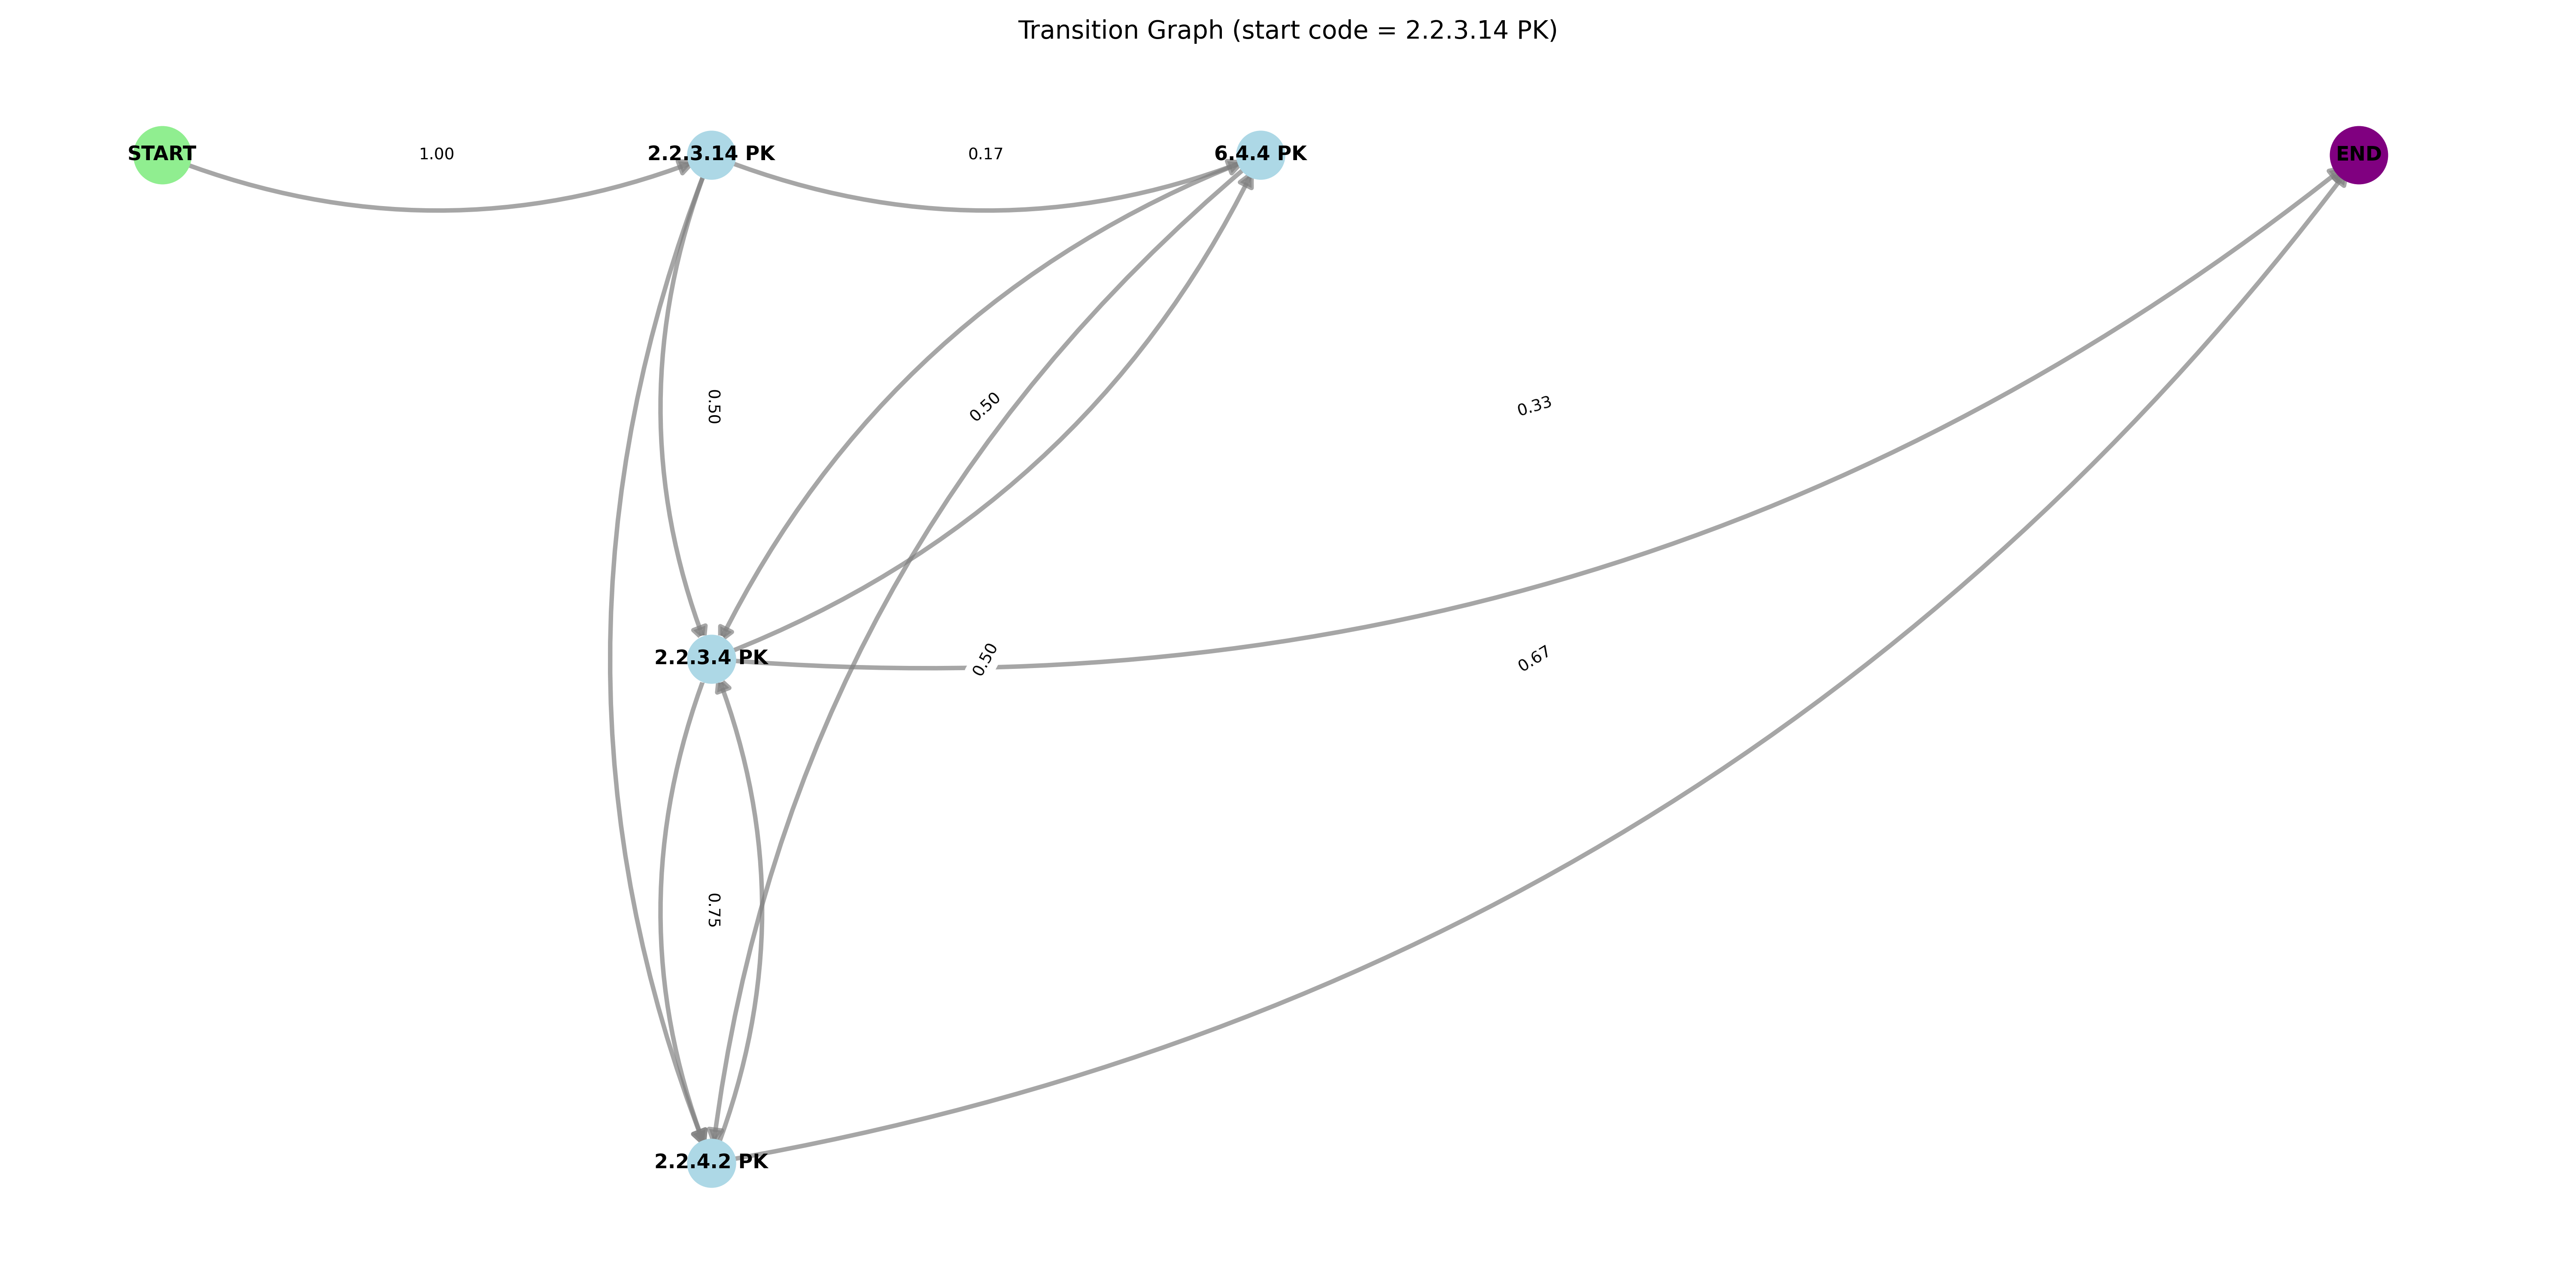 Transition Graph (start code = 2.2.3.14 PK)
START
1.00
2.2.3.14 PK
0.17
6.4.4 PK
END
0.50
0.50
0.33
2.2.3.4 PK
0.50
0.67
0.75
2.2.4.2 PK